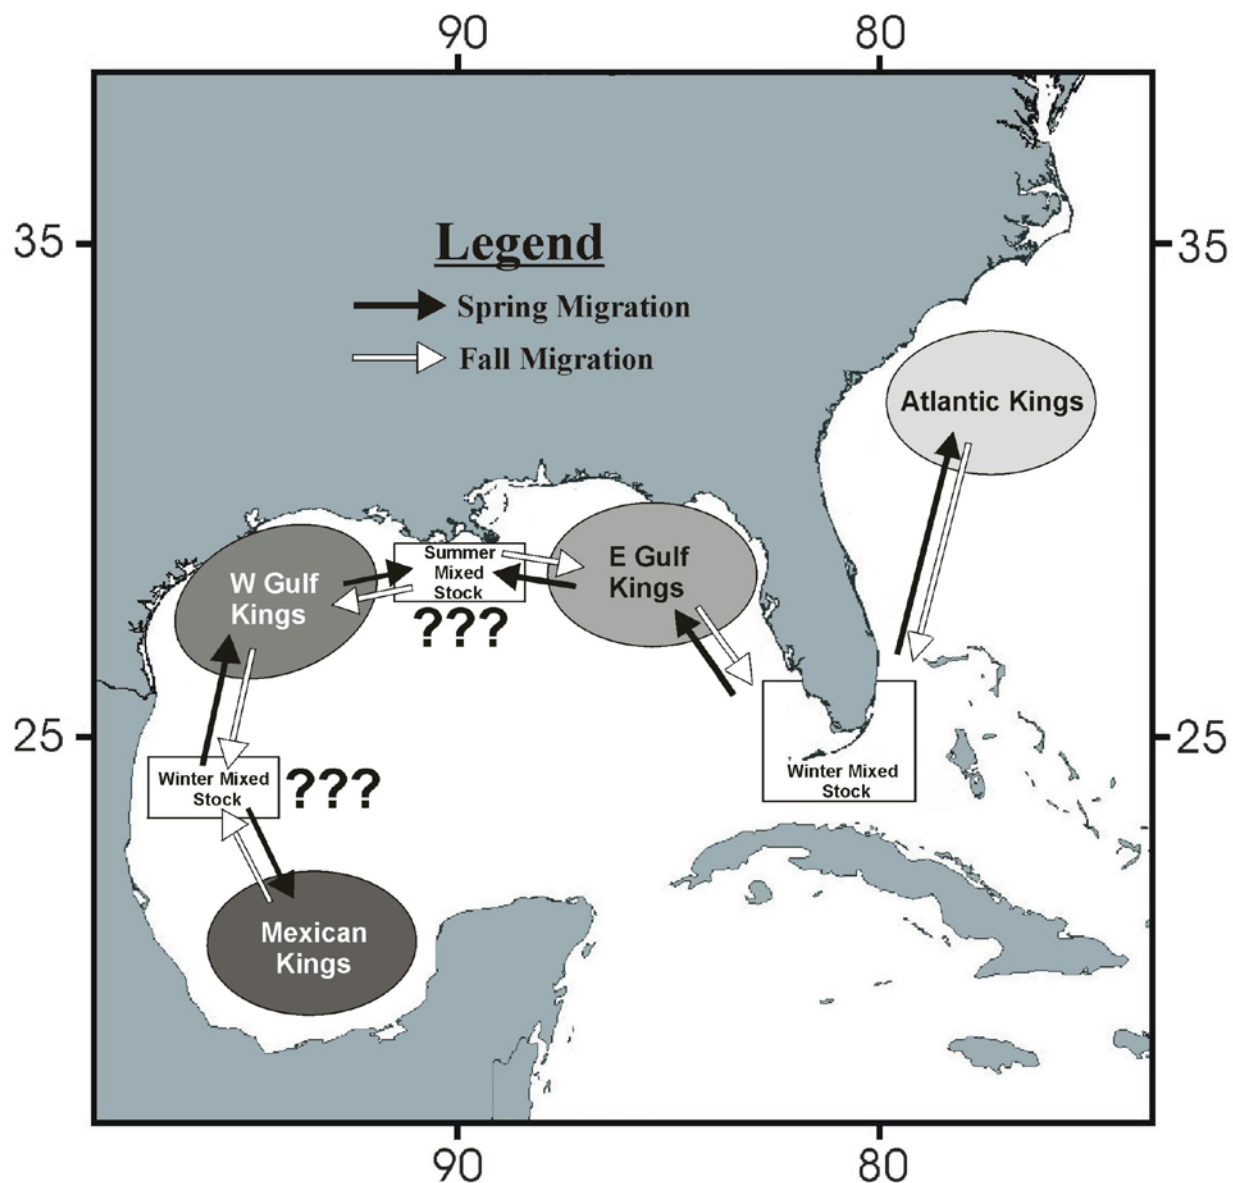 90
80
35
35
Legend
Spring Migration
Fall Migration
Atlantic Kings
Summer
Mixed
Stock
E Gulf
Kings
W Gulf
Kings
???
25
25
Winter Mixed
Stock
???
Winter Mixed
Stock
Mexican
Kings
90
80